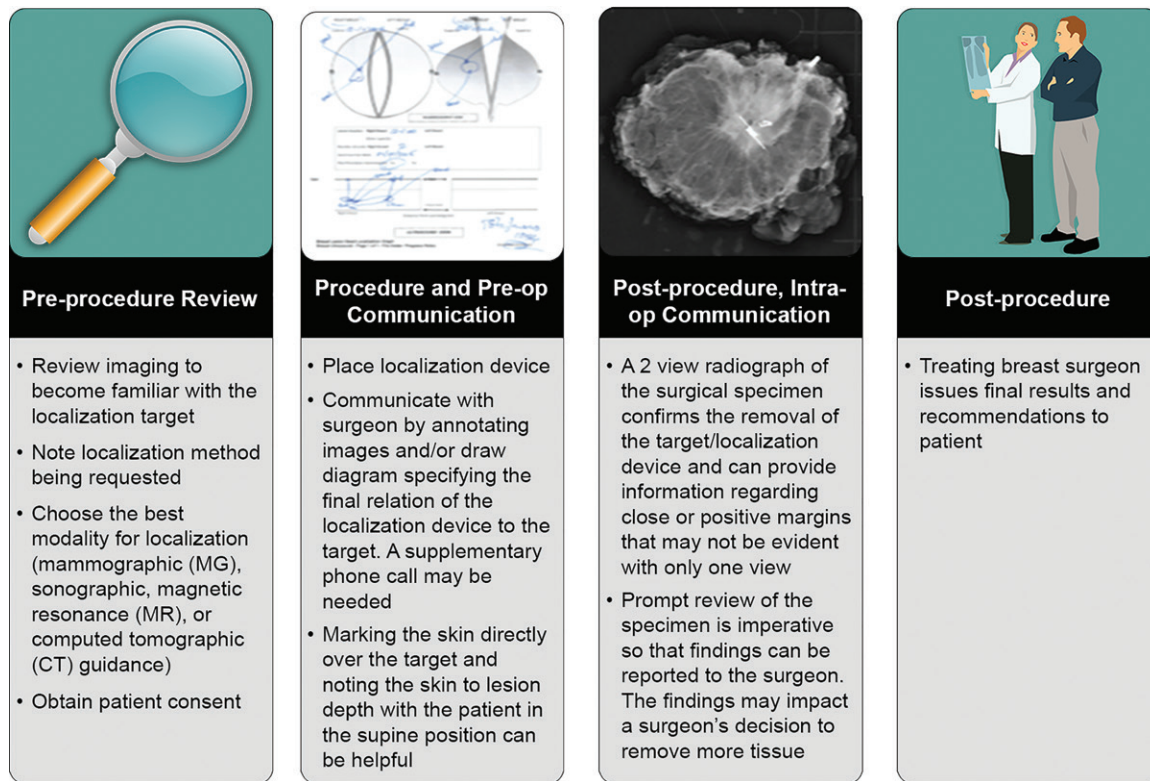 Pre-procedure Review
• Review imaging to
become familiar with the
localization target
• Note localization method
being requested
• Choose the best
modality for localization
(mammographic (MG),
sonographic, magnetic
resonance (MR), or
computed tomographic
(CT) guidance)
• Obtain patient consent
Procedure and Pre-op
Communication
• Place localization device
• Communicate with
surgeon by annotating
images and/or draw
diagram specifying the
final relation of the
localization device to the
target. A supplementary
phone call may be
needed
• Marking the skin directly
over the target and
noting the skin to lesion
depth with the patient in
the supine position can
be helpful
Post-procedure, Intra-
op Communication
• A 2 view radiograph of
the surgical specimen
confirms the removal of
the target/localization
device and can provide
information regarding
close or positive margins
that may not be evident
with only one view
• Prompt review of the
specimen is imperative
so that findings can be
reported to the surgeon.
The findings may impact
a surgeon’s decision to
remove more tissue
Post-procedure
• Treating breast surgeon
issues final results and
recommendations to
patient